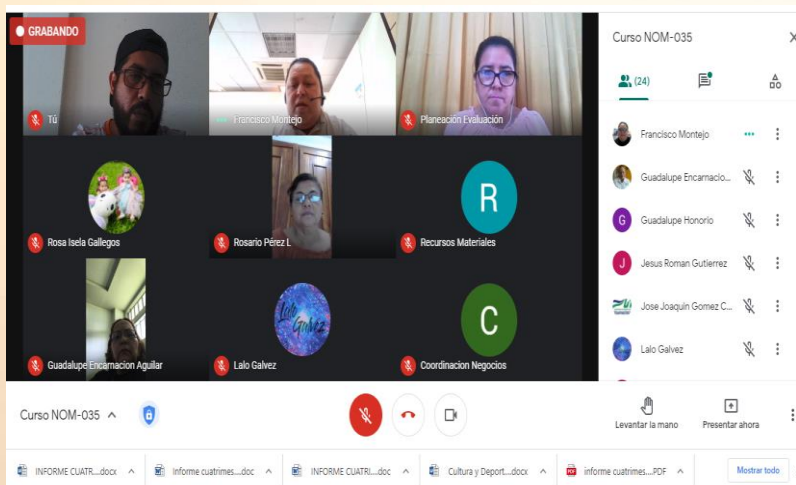 GRABANDO
Tú
Francisco Montejo
Planeación Evaluación
Rosa Isela Gallegos
Rosario Pérez L
R
Recursos Materiales
Guadalupe Encarnacion Aguilar
Lalo Galvez
Lalo Galvez
C
Coordinacion Negocios
Curso NOM-035
(24)
Francisco Montejo
Guadalupe Encarnacio...
G
Guadalupe Honorio
J
Jesus Roman Gutierrez
Jose Joaquin Gomez C...
Lalo Galvez
Curso NOM-035
Levantar la mano
Presentar ahora
INFORME CUATR....docx
Informe cuatrimes....doc
INFORME CUATRI....doc
Cultura y Deport....docx
informe cuatrimes....PDF
Mostrar todo